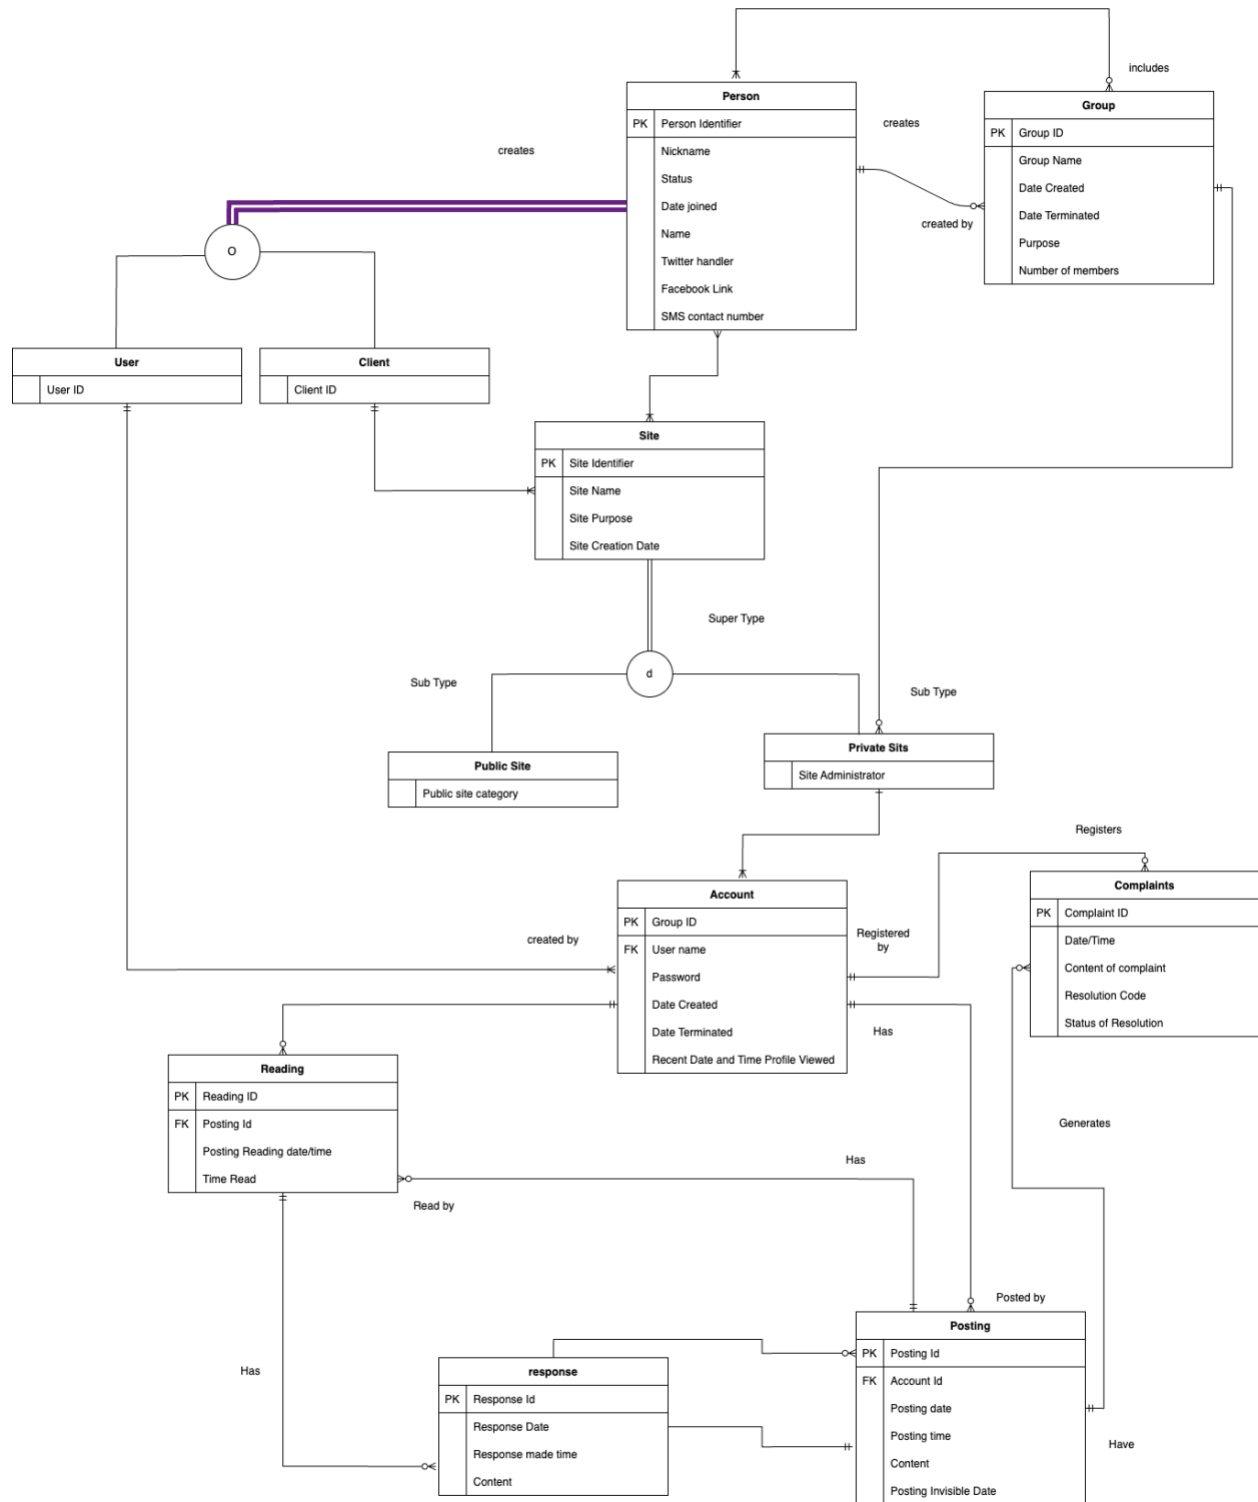 includes
Person
PK Person Identifier
Nickname
Status
Date joined
Name
Twitter handler
Facebook Link
SMS contact number
Group
PK Group ID
Group Name
Date Created
Date Terminated
Purpose
Number of members
creates
created by
creates
O
User
User ID
Client
Client ID
Site
PK Site Identifier
Site Name
Site Purpose
Site Creation Date
Super Type
d
Sub Type
Sub Type
Public Site
Public site category
Private Sits
Site Administrator
Registers
Account
PK Group ID
FK User name
Password
Date Created
Date Terminated
Recent Date and Time Profile Viewed
created by
Registered
by
Has
Complaints
PK Complaint ID
Date/Time
Content of complaint
Resolution Code
Status of Resolution
Reading
PK Reading ID
FK Posting Id
Posting Reading date/time
Time Read
Generates
Has
Read by
Posted by
Posting
PK Posting Id
FK Account Id
Posting date
Posting time
Content
Posting Invisible Date
Has
response
PK Response Id
Response Date
Response made time
Content
Have